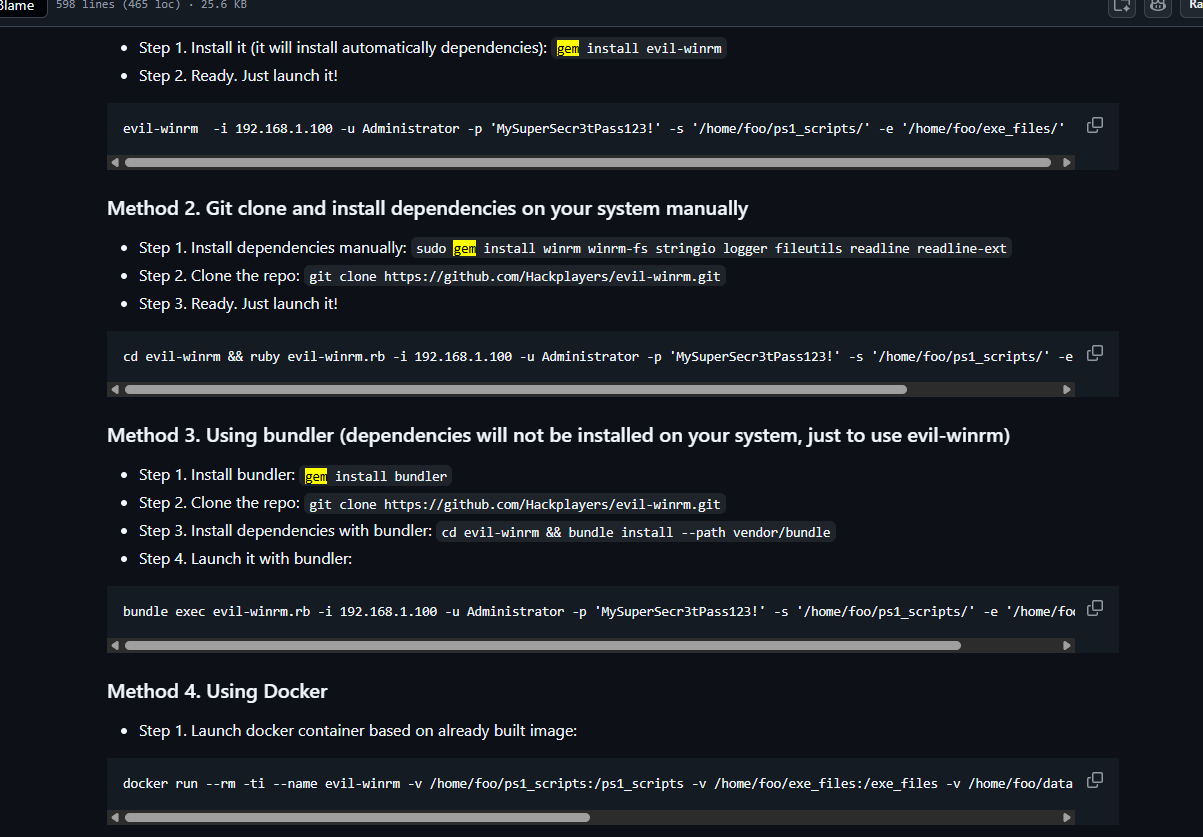 Blame
598 lines (465 loc) · 25.6 KB
Step 1. Install it (it will install automatically dependencies): gem install evil-winrm
Step 2. Ready. Just launch it!
evil-winrm  -i 192.168.1.100 -u Administrator -p 'MySuperSecr3tPass123!' -s '/home/foo/ps1_scripts/' -e '/home/foo/exe_files/'
Method 2. Git clone and install dependencies on your system manually
Step 1. Install dependencies manually: sudo gem install winrm winrm-fs stringio logger fileutils readline readline-ext
Step 2. Clone the repo: git clone https://github.com/Hackplayers/evil-winrm.git
Step 3. Ready. Just launch it!
cd evil-winrm && ruby evil-winrm.rb -i 192.168.1.100 -u Administrator -p 'MySuperSecr3tPass123!' -s '/home/foo/ps1_scripts/' -e
Method 3. Using bundler (dependencies will not be installed on your system, just to use evil-winrm)
Step 1. Install bundler: gem install bundler
Step 2. Clone the repo: git clone https://github.com/Hackplayers/evil-winrm.git
Step 3. Install dependencies with bundler: cd evil-winrm && bundle install --path vendor/bundle
Step 4. Launch it with bundler:
bundle exec evil-winrm.rb -i 192.168.1.100 -u Administrator -p 'MySuperSecr3tPass123!' -s '/home/foo/ps1_scripts/' -e '/home/foo
Method 4. Using Docker
Step 1. Launch docker container based on already built image:
docker run --rm -ti --name evil-winrm -v /home/foo/ps1_scripts:/ps1_scripts -v /home/foo/exe_files:/exe_files -v /home/foo/data